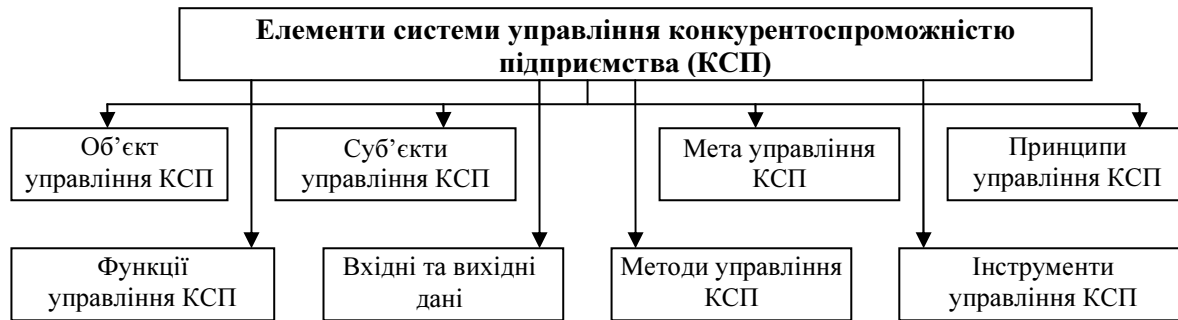 Елементи системи управління конкурентоспроможністю
підприємства (КСП)
Об’єкт
управління КСП
Суб’єкти
управління КСП
Мета управління
КСП
Принципи
управління КСП
Функції
управління КСП
Вхідні та вихідні
дані
Методи управління
КСП
Інструменти
управління КСП